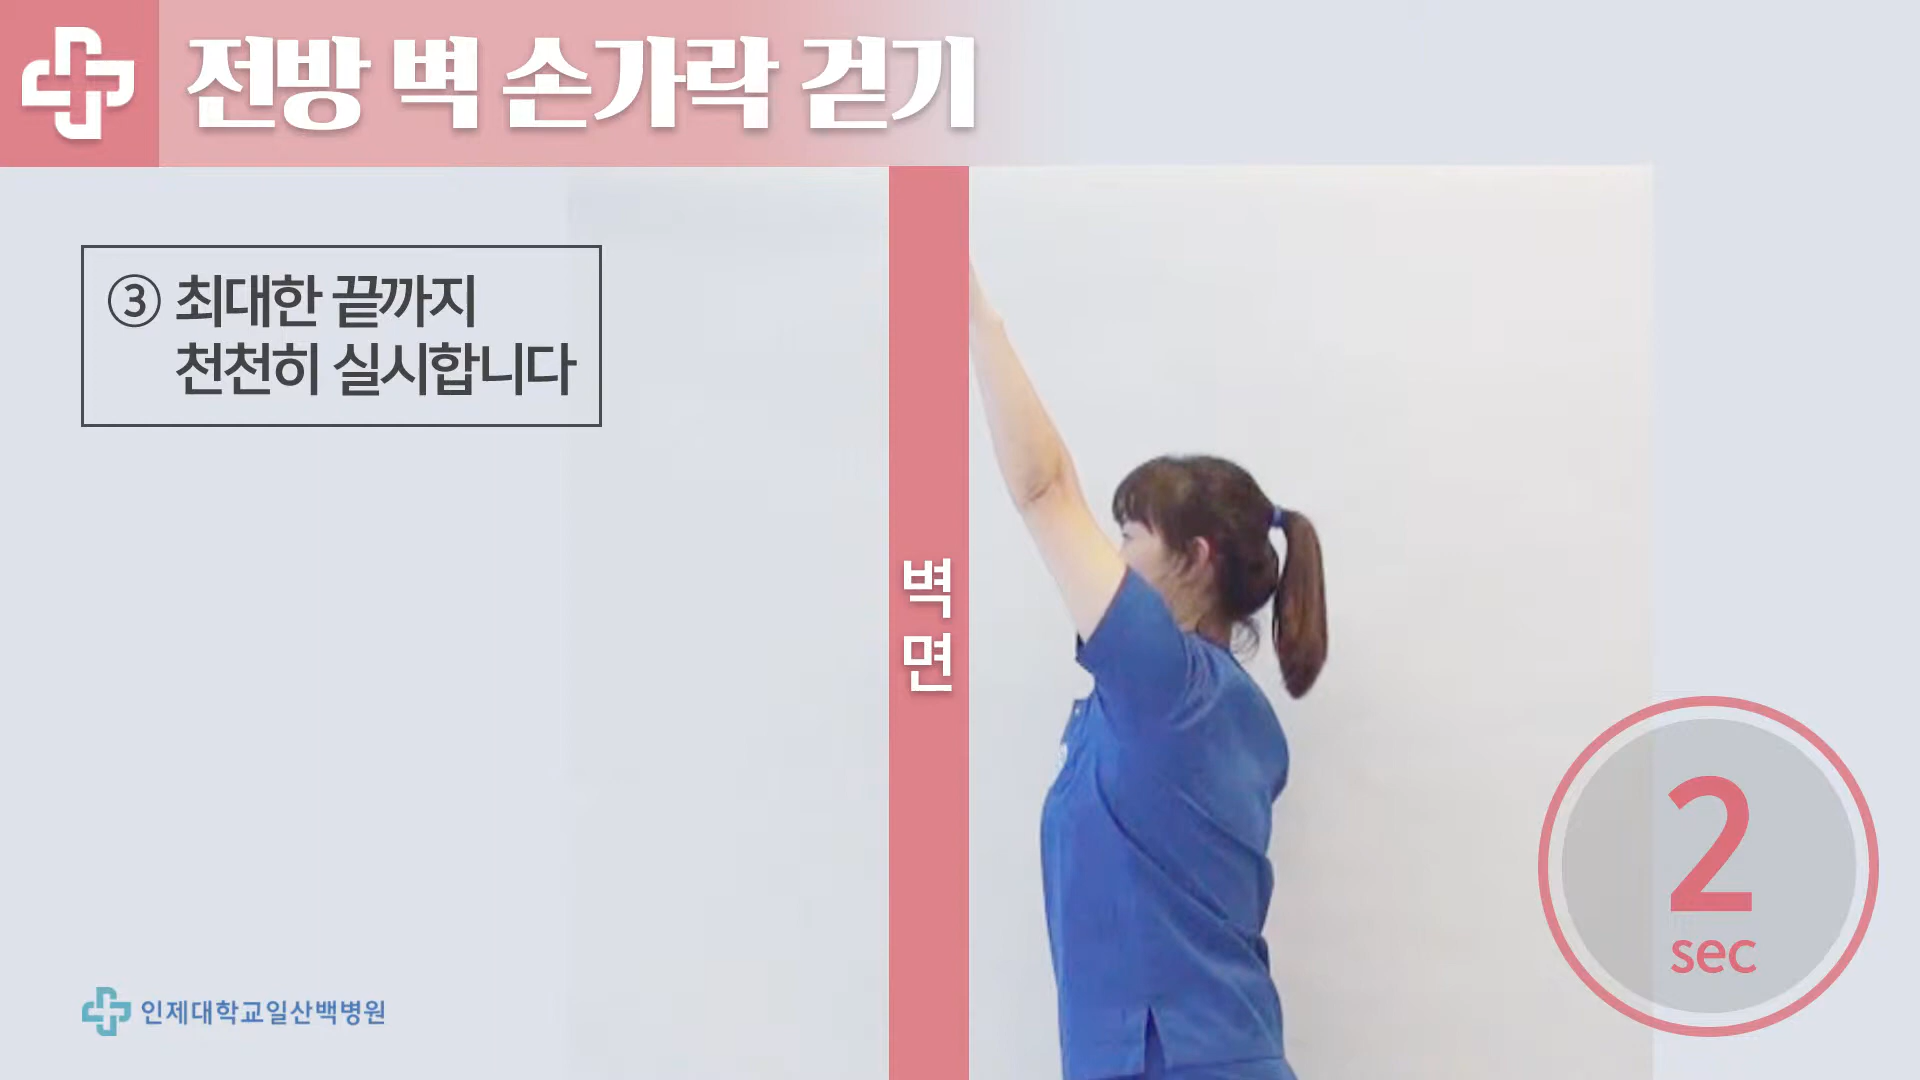 전방 벽 손가락 걷기
③ 최대한 끝까지
천천히 실시합니다
벽면
2
sec
인제대학교일산백병원